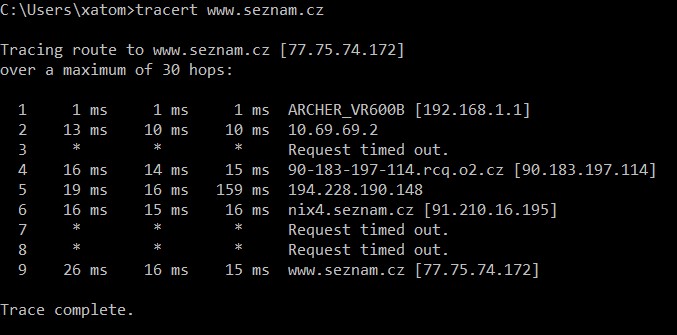 C:\Users\xatom>tracert www.seznam.cz
Tracing route to www.seznam.cz [77.75.74.172]
over a maximum of 30 hops:
1 1 ms 1 ms 1 ms ARCHER_VR600B [192.168.1.1]
2 13 ms 10 ms 10 ms 10.69.69.2
3 * * * Request timed out.
4 16 ms 14 ms 15 ms 90-183-197-114.rcq.o2.cz [90.183.197.114]
5 19 ms 16 ms 159 ms 194.228.190.148
6 16 ms 15 ms 16 ms nix4.seznam.cz [91.210.16.195]
7 * * * Request timed out.
8 * * * Request timed out.
9 26 ms 16 ms 15 ms www.seznam.cz [77.75.74.172]
Trace complete.